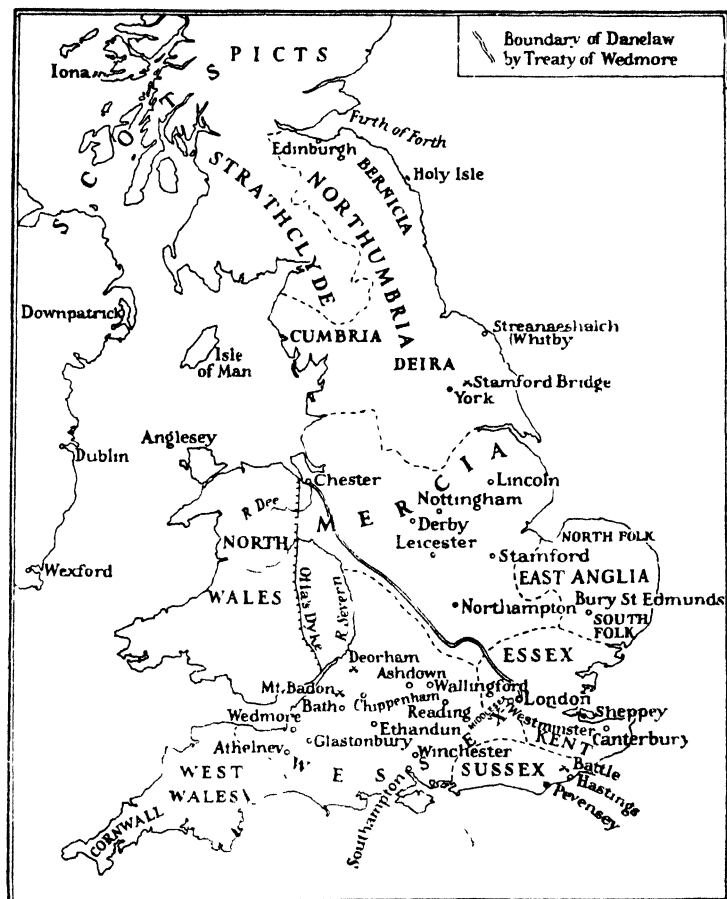 Boundary of Danelaw
by Treaty of Wedmore
PICTS
Iona
SCOTS
Firth of Forth
Edinburgh
BERNICIA
Holy Isle
STRATHCLYDE
NORTHUMBRIA
Downpatrick
Isle
of Man
CUMBRIA
DEIRA
Streanaeshalch
(Whitby
Stamford Bridge
York
Anglesey
Dublin
Chester
MERCIA
Lincoln
Nottingham
Derby
Leicester
R Dee
NORTH
WALES
Offa's Dyke
R Severn
Wexford
Stamford
NORTH FOLK
EAST ANGLIA
Northampton
Bury St Edmunds
SOUTH
FOLK
ESSEX
Deorham
Ashdown
Mt. Badon
Bath
Chippenham
Wallingford
Reading
MIDDLESEX
London
Westminster
Sheppey
KENT
Canterbury
Wedmore
Ethandun
Athelney
Glastonbury
Winchester
WESSEX
SUSSEX
Battle
Hastings
Pevensey
Southampton
WEST
WALES
CORNWALL